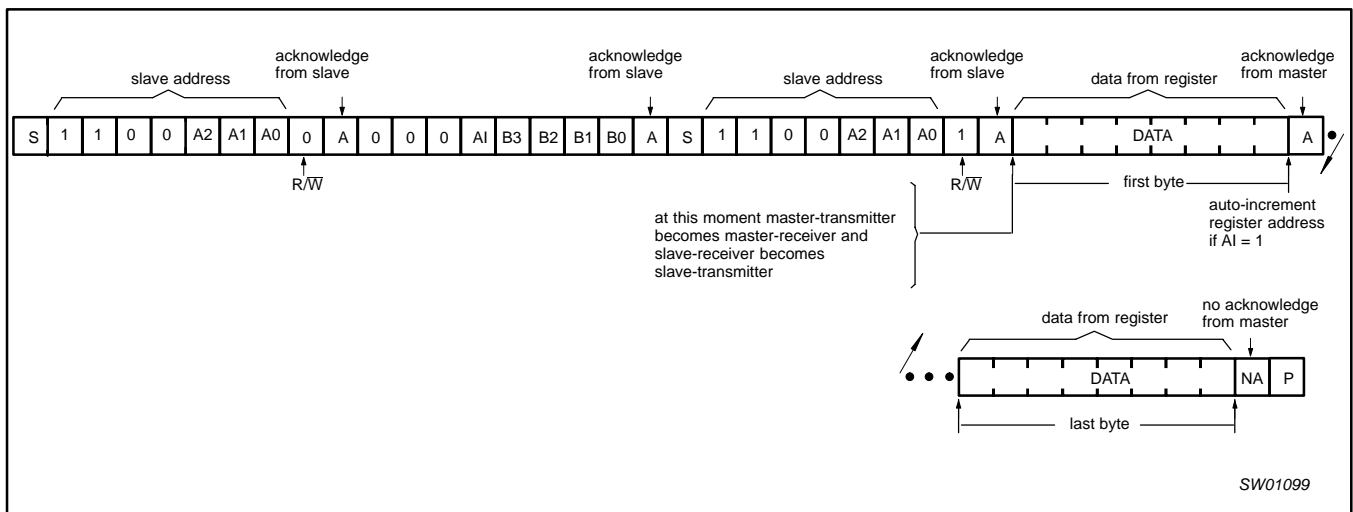 acknowledge
from slave
acknowledge
from slave
acknowledge
from slave
acknowledge
from master
slave address
slave address
data from register
S 1 1 0 0 A2 A1 A0 0 A 0 0 0 AI B3 B2 B1 B0 A S 1 1 0 0 A2 A1 A0 1 A DATA A
R/W̅
R/W̅
first byte
at this moment master-transmitter
becomes master-receiver and
slave-receiver becomes
slave-transmitter
auto-increment
register address
if AI = 1
data from register
no acknowledge
from master
DATA NA P
last byte
SW01099